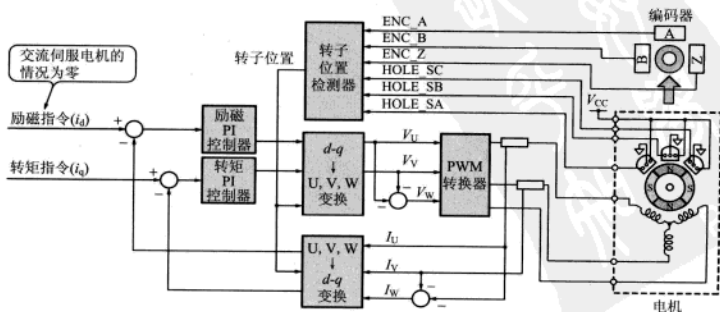 交流伺服电机的
情况为零
励磁指令(id)
转矩指令(iq)
+
−
+
−
励磁
PI
控制器
转矩
PI
控制器
转子位置
转子
位置
检测器
d-q
↓
U, V, W
变换
U, V, W
↓
d-q
变换
VU
VV
VW
−
−
PWM
转换器
IU
IV
IW
−
−
ENC_A
ENC_B
ENC_Z
HOLE_SC
HOLE_SB
HOLE_SA
编码器
A
B
Z
VCC
N
S
N
S
电机